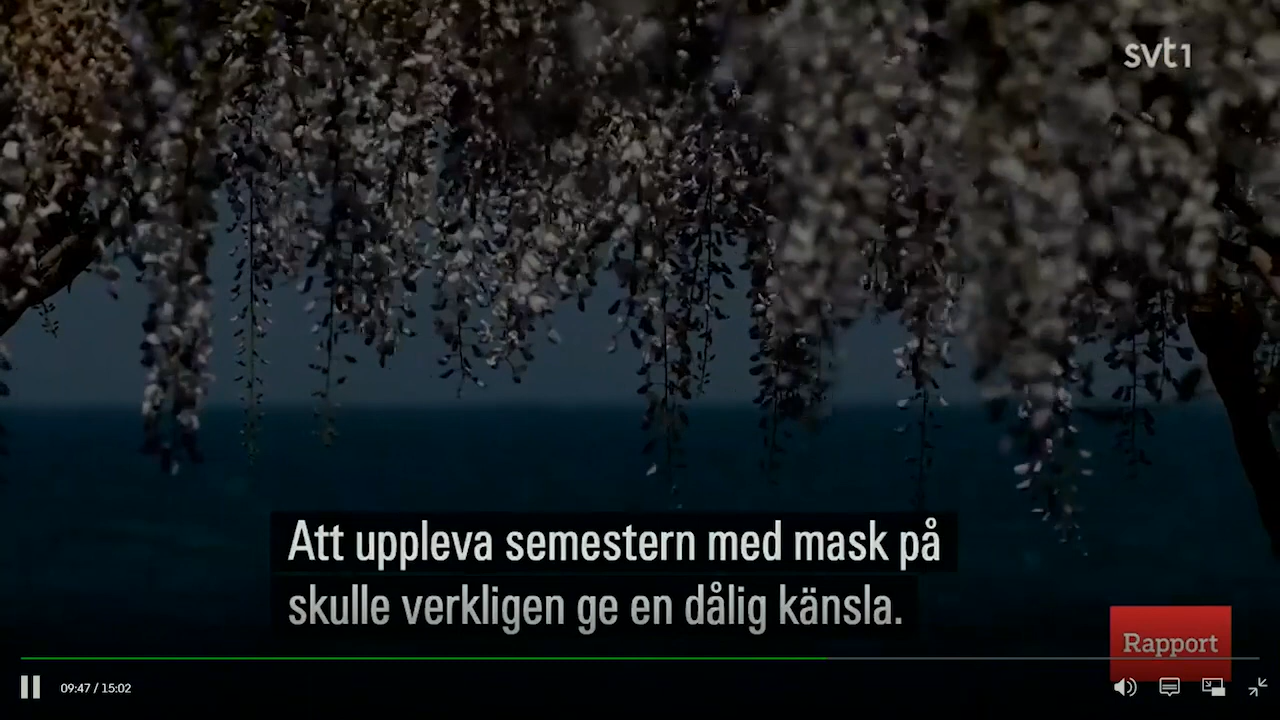 svt1
Att uppleva semestern med mask på
skulle verkligen ge en dålig känsla.
Rapport
09:47 / 15:02